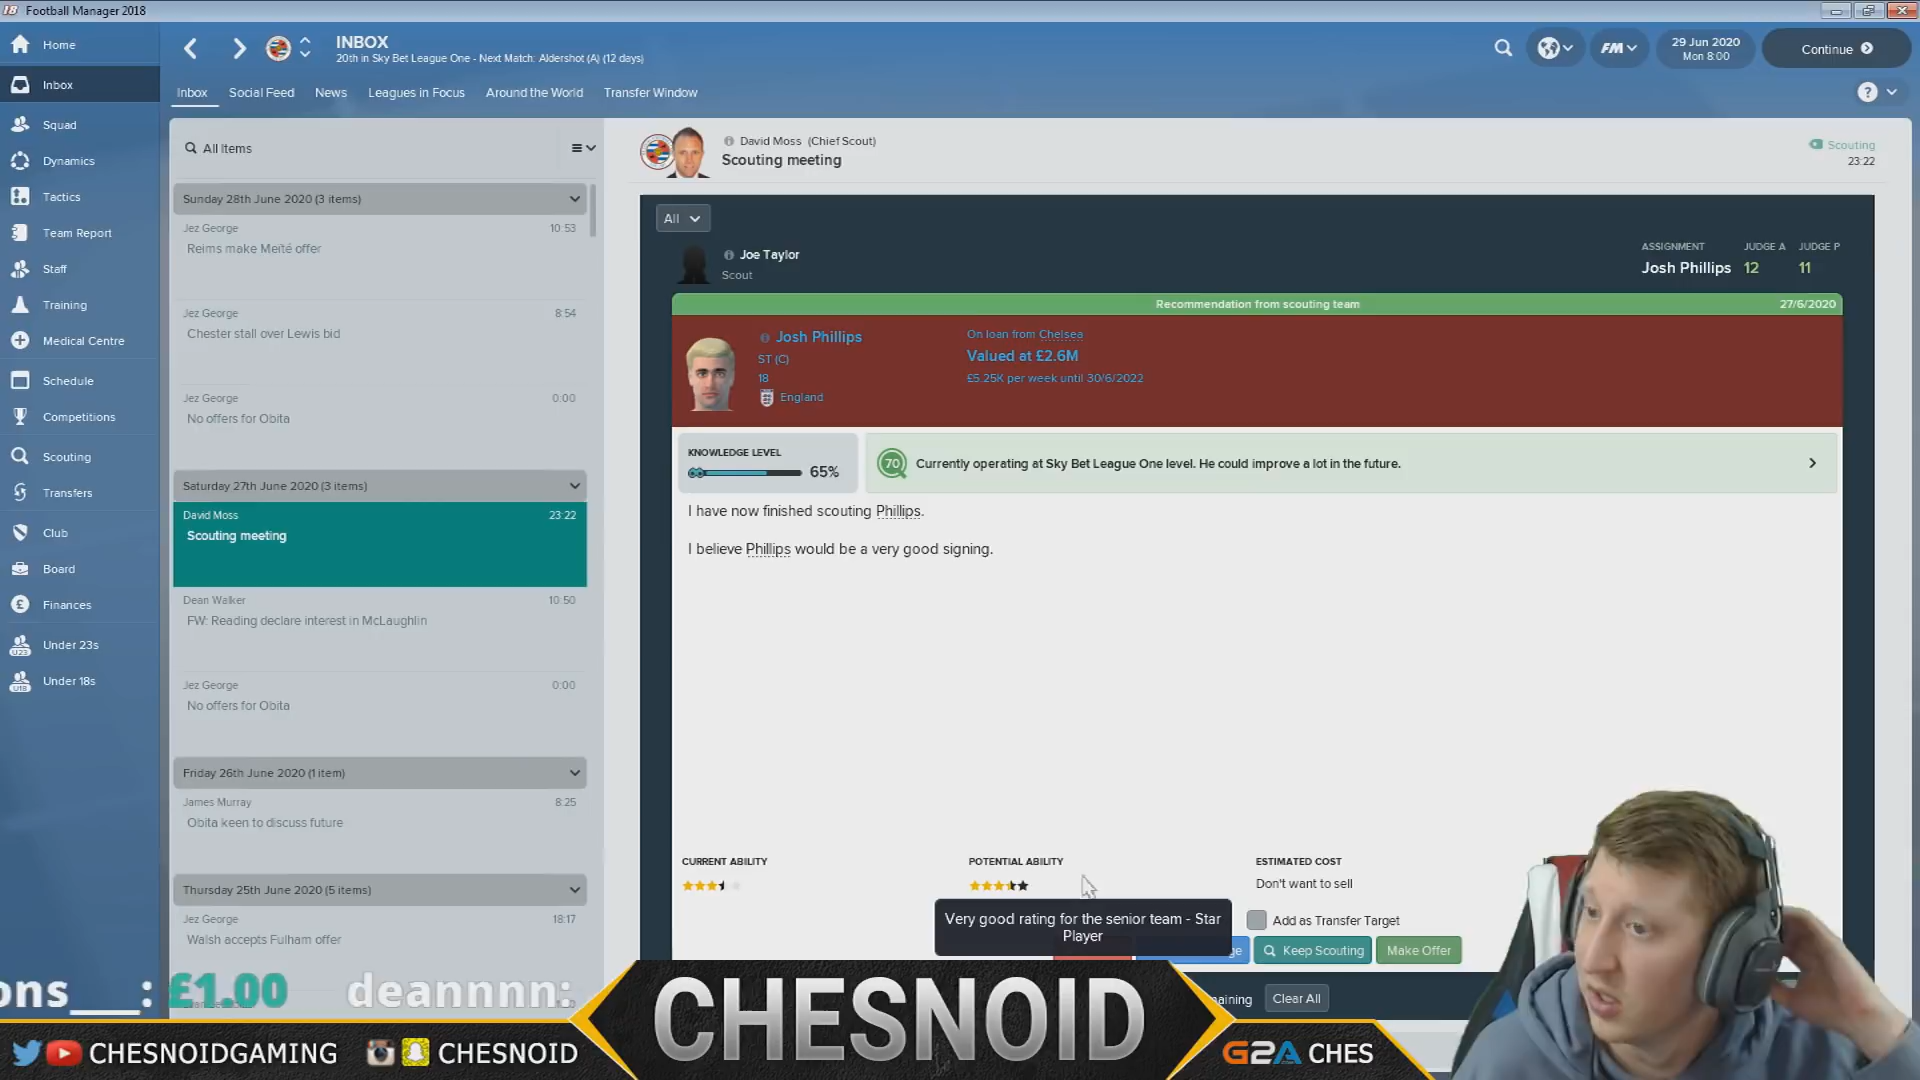 Football Manager 2018
Home
Inbox
Squad
Dynamics
Tactics
Team Report
Staff
Training
Medical Centre
Schedule
Competitions
Scouting
Transfers
Club
Board
Finances
Under 23s
Under 18s
INBOX
20th in Sky Bet League One - Next Match: Aldershot (A) (12 days)
FM
29 Jun 2020
Mon 8:00
Continue
Inbox Social Feed News Leagues in Focus Around the World Transfer Window
All Items
Sunday 28th June 2020 (3 items)
Jez George 10:53
Reims make Meïté offer
Jez George 8:54
Chester stall over Lewis bid
Jez George 0:00
No offers for Obita
Saturday 27th June 2020 (3 items)
David Moss 23:22
Scouting meeting
Dean Walker 10:50
FW: Reading declare interest in McLaughlin
Jez George 0:00
No offers for Obita
Friday 26th June 2020 (1 item)
James Murray 8:25
Obita keen to discuss future
Thursday 25th June 2020 (5 items)
Jez George 18:17
Walsh accepts Fulham offer
David Moss (Chief Scout)
Scouting meeting
Scouting
23:22
All
Joe Taylor
Scout
ASSIGNMENT JUDGE A JUDGE P
Josh Phillips 12 11
Recommendation from scouting team 27/6/2020
Josh Phillips
ST (C)
18
England
On loan from Chelsea
Valued at £2.6M
£5.25K per week until 30/6/2022
KNOWLEDGE LEVEL
65%
70 Currently operating at Sky Bet League One level. He could improve a lot in the future.
I have now finished scouting Phillips.
I believe Phillips would be a very good signing.
CURRENT ABILITY
POTENTIAL ABILITY
ESTIMATED COST
Don't want to sell
Very good rating for the senior team - Star
Player
Add as Transfer Target
Keep Scouting
Make Offer
aining
Clear All
ons___: £1.00 deannnn:
CHESNOIDGAMING
CHESNOID
CHESNOID
G2A CHES